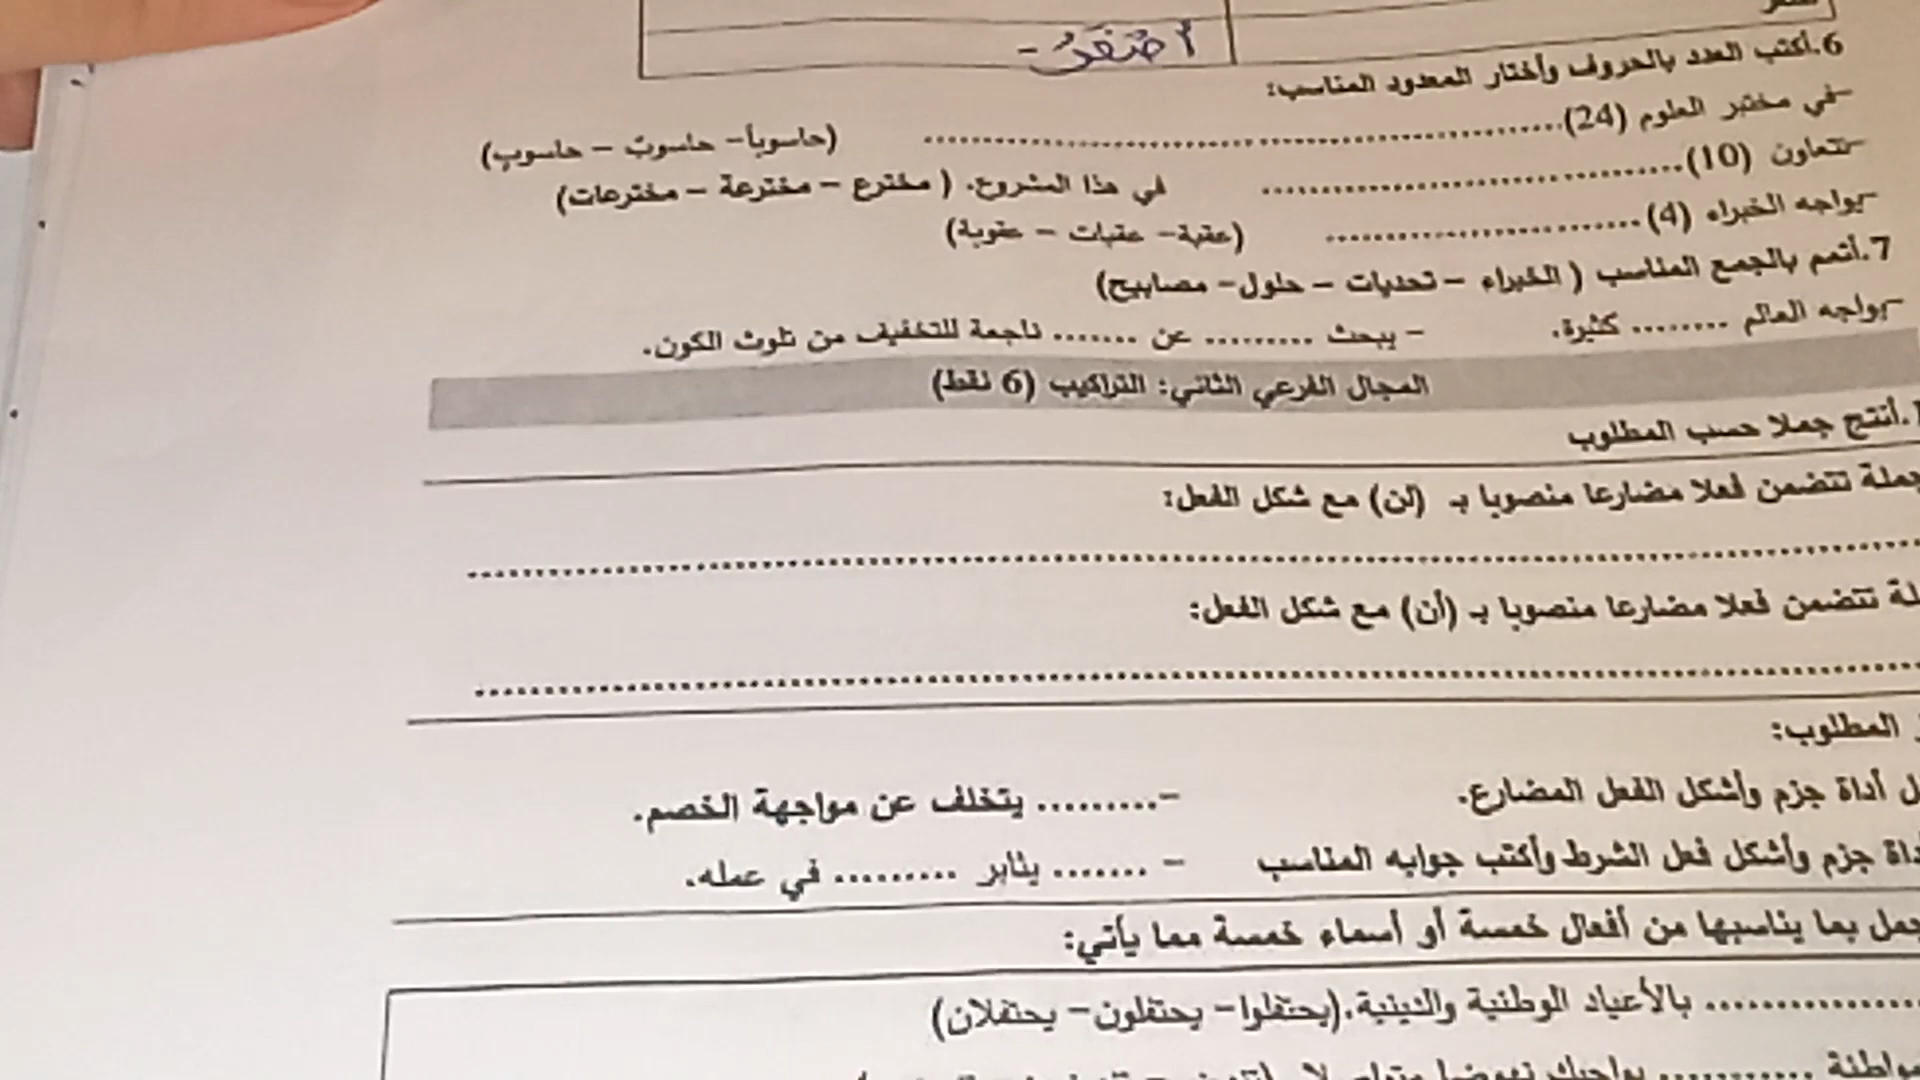 أصفر -
6.أكتب العدد بالحروف وأختار المعدود المناسب:
-في مختبر العلوم (24)........................................ (حاسوباً- حاسوبٌ – حاسوبٍ)
-نتعاون (10)........................................ في هذا المشروع. ( مخترع – مخترعة – مخترعات)
-يواجه الخبراء (4)........................................ (عقبة- عقبات – عقوبة)
7.أتمم بالجمع المناسب ( الخبراء – تحديات – حلول- مصابيح)
-يواجه العالم ........ كثيرة. - يبحث ......... عن ....... ناجعة للتخفيف من تلوث الكون.
المجال الفرعي الثاني: التراكيب (6 نقط)
1.أنتج جملا حسب المطلوب
جملة تتضمن فعلا مضارعا منصوبا بـ (لن) مع شكل الفعل:
تتضمن فعلا مضارعا منصوبا بـ (أن) مع شكل الفعل:
المطلوب:
أداة جزم وأشكل الفعل المضارع. -.......... يتخلف عن مواجهة الخصم.
جزم وأشكل فعل الشرط وأكتب جوابه المناسب - ....... يثابر ......... في عمله.
بما يناسبها من أفعال خمسة أو أسماء خمسة مما يأتي:
................ بالأعياد الوطنية والدينية.(يحتفلوا- يحتفلون- يحتفلان)